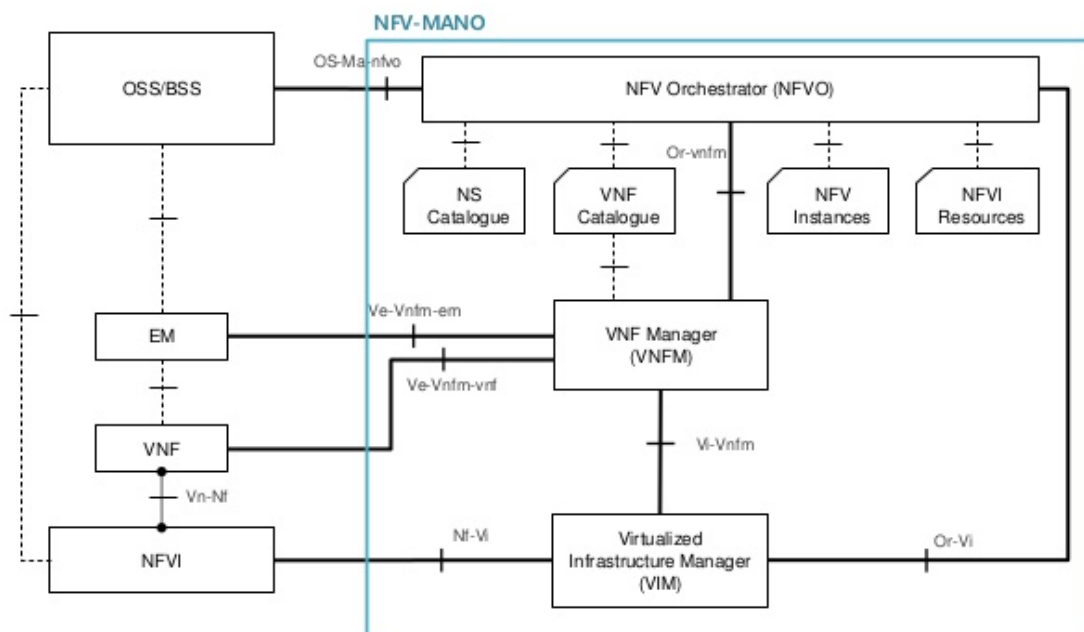 NFV-MANO
OS-Ma-nfvo
OSS/BSS
NFV Orchestrator (NFVO)
Or-vnfm
NS
Catalogue
VNF
Catalogue
NFV
Instances
NFVI
Resources
Ve-Vnfm-em
EM
VNF Manager
(VNFM)
Ve-Vnfm-vnf
VNF
Vi-Vnfm
Vn-Nf
Nf-Vi
Virtualized
Infrastructure Manager
(VIM)
Or-Vi
NFVI